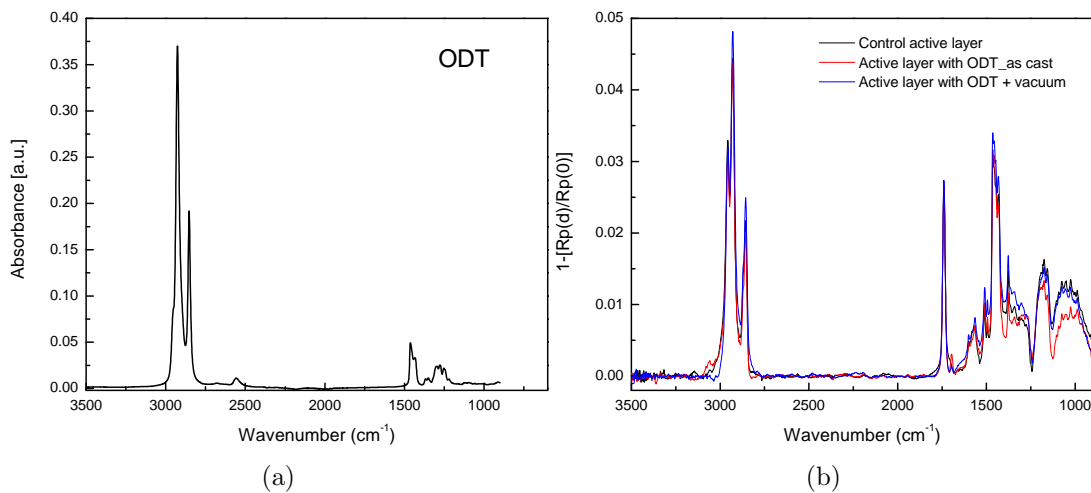 ODT
Absorbance [a.u.]
0.40
0.35
0.30
0.25
0.20
0.15
0.10
0.05
0.00
3500 3000 2500 2000 1500 1000
Wavenumber (cm⁻¹)
(a)
Control active layer
Active layer with ODT_as cast
Active layer with ODT + vacuum
1-[Rp(d)/Rp(0)]
0.05
0.04
0.03
0.02
0.01
0.00
3500 3000 2500 2000 1500 1000
Wavenumber (cm⁻¹)
(b)